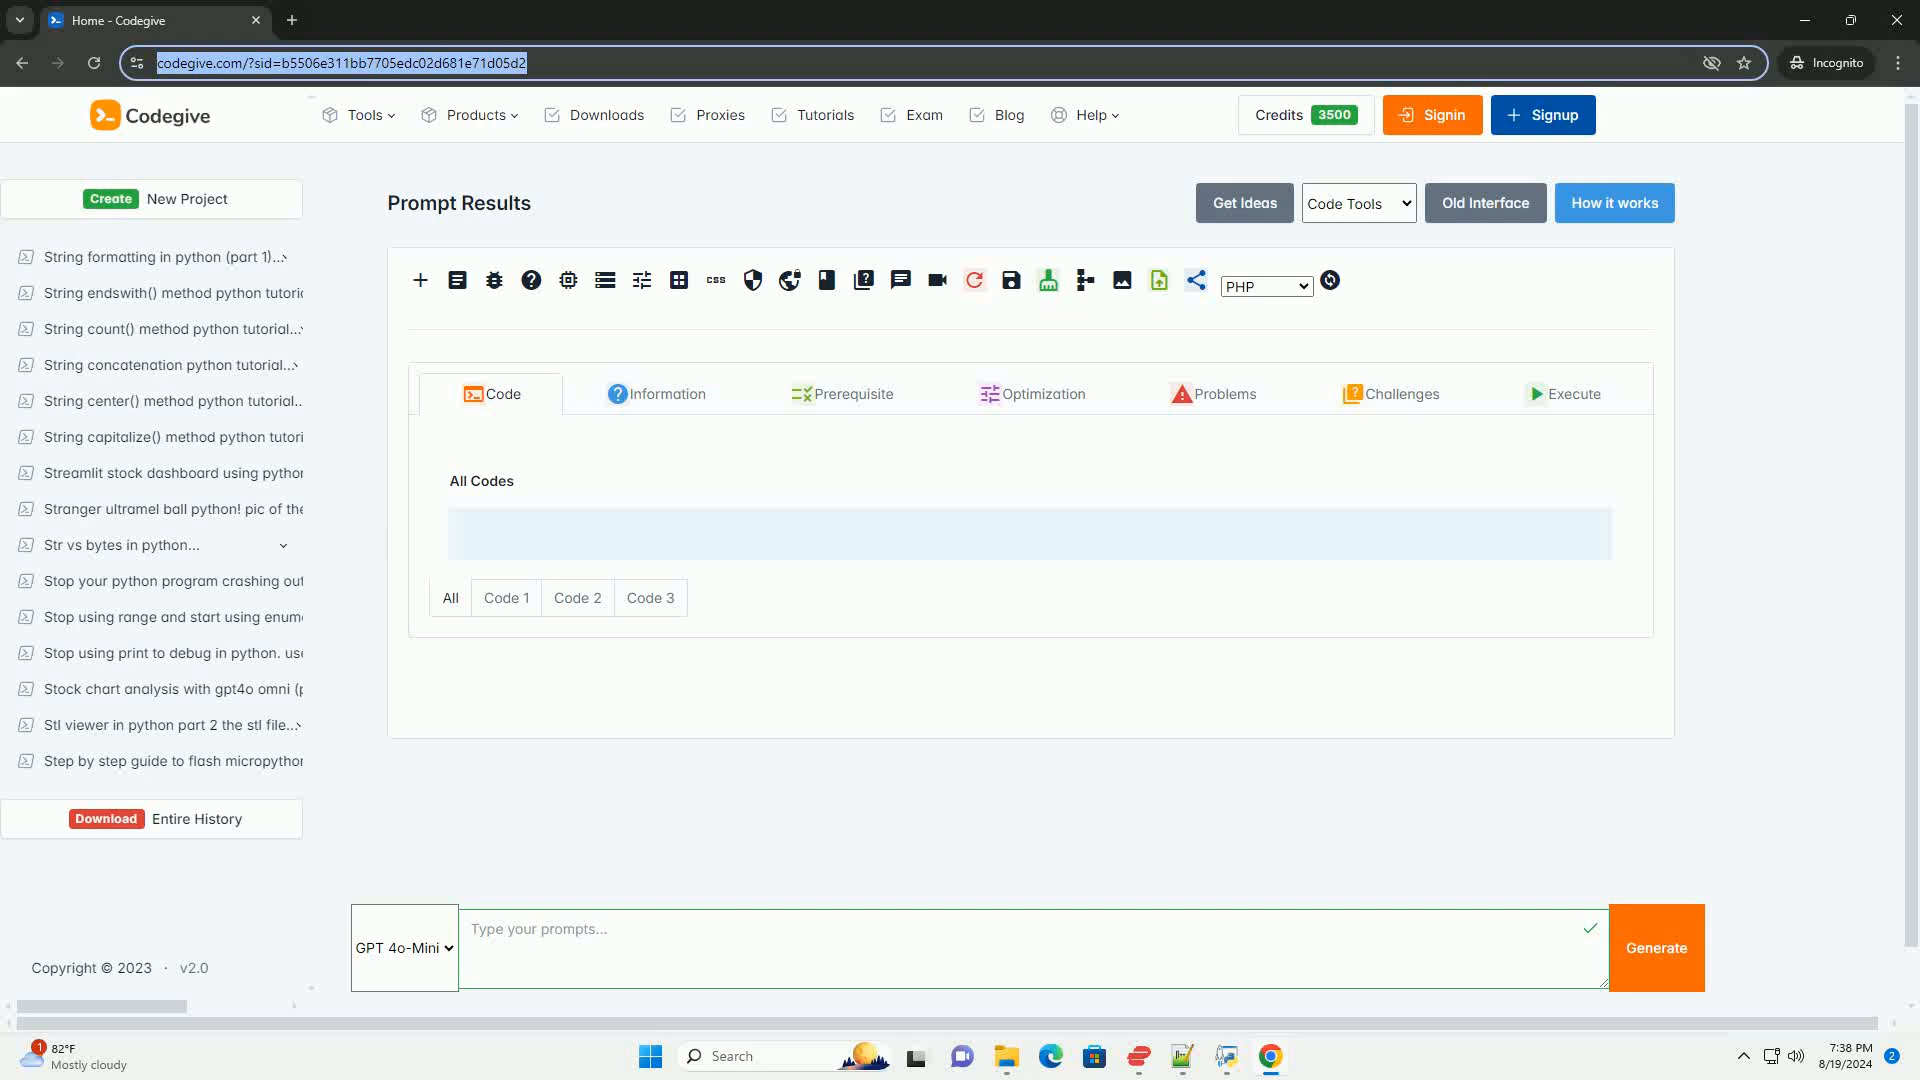 Home - Codegive
codegive.com/?sid=b5506e311bb7705edc02d681e71d05d2
Incognito
Codegive
Tools
Products
Downloads
Proxies
Tutorials
Exam
Blog
Help
Credits 3500
Signin
Signup
Create New Project
String formatting in python (part 1)...
String endswith() method python tutori
String count() method python tutorial...
String concatenation python tutorial...
String center() method python tutorial..
String capitalize() method python tutori
Streamlit stock dashboard using python
Stranger ultramel ball python! pic of the
Str vs bytes in python...
Stop your python program crashing out
Stop using range and start using enum
Stop using print to debug in python. use
Stock chart analysis with gpt4o omni (p
Stl viewer in python part 2 the stl file...
Step by step guide to flash micropython
Download Entire History
Copyright © 2023 · v2.0
Prompt Results
Get Ideas
Code Tools
Old Interface
How it works
css
PHP
Code
Information
Prerequisite
Optimization
Problems
Challenges
Execute
All Codes
All
Code 1
Code 2
Code 3
GPT 4o-Mini
Type your prompts...
Generate
1
82°F
Mostly cloudy
Search
7:38 PM
8/19/2024
2